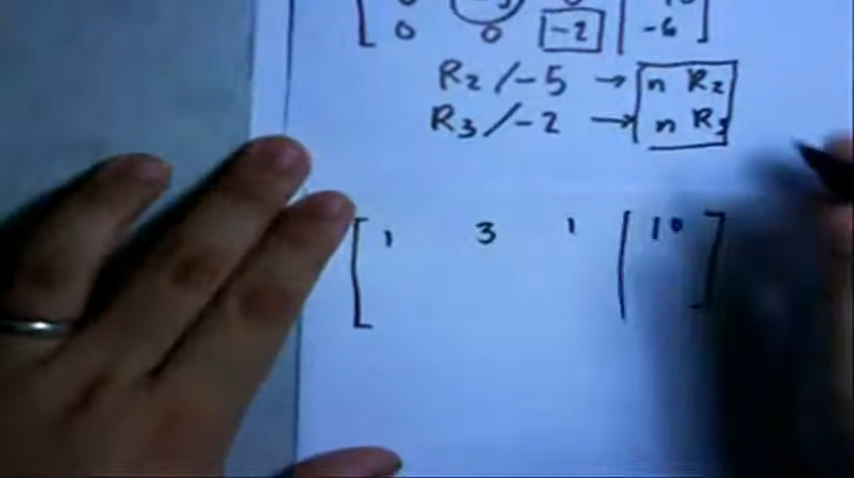 0 0 -2 | -6
R2 /-5 → n R2
R3 /-2 → n R3
[ 1 3 1 | 10 ]